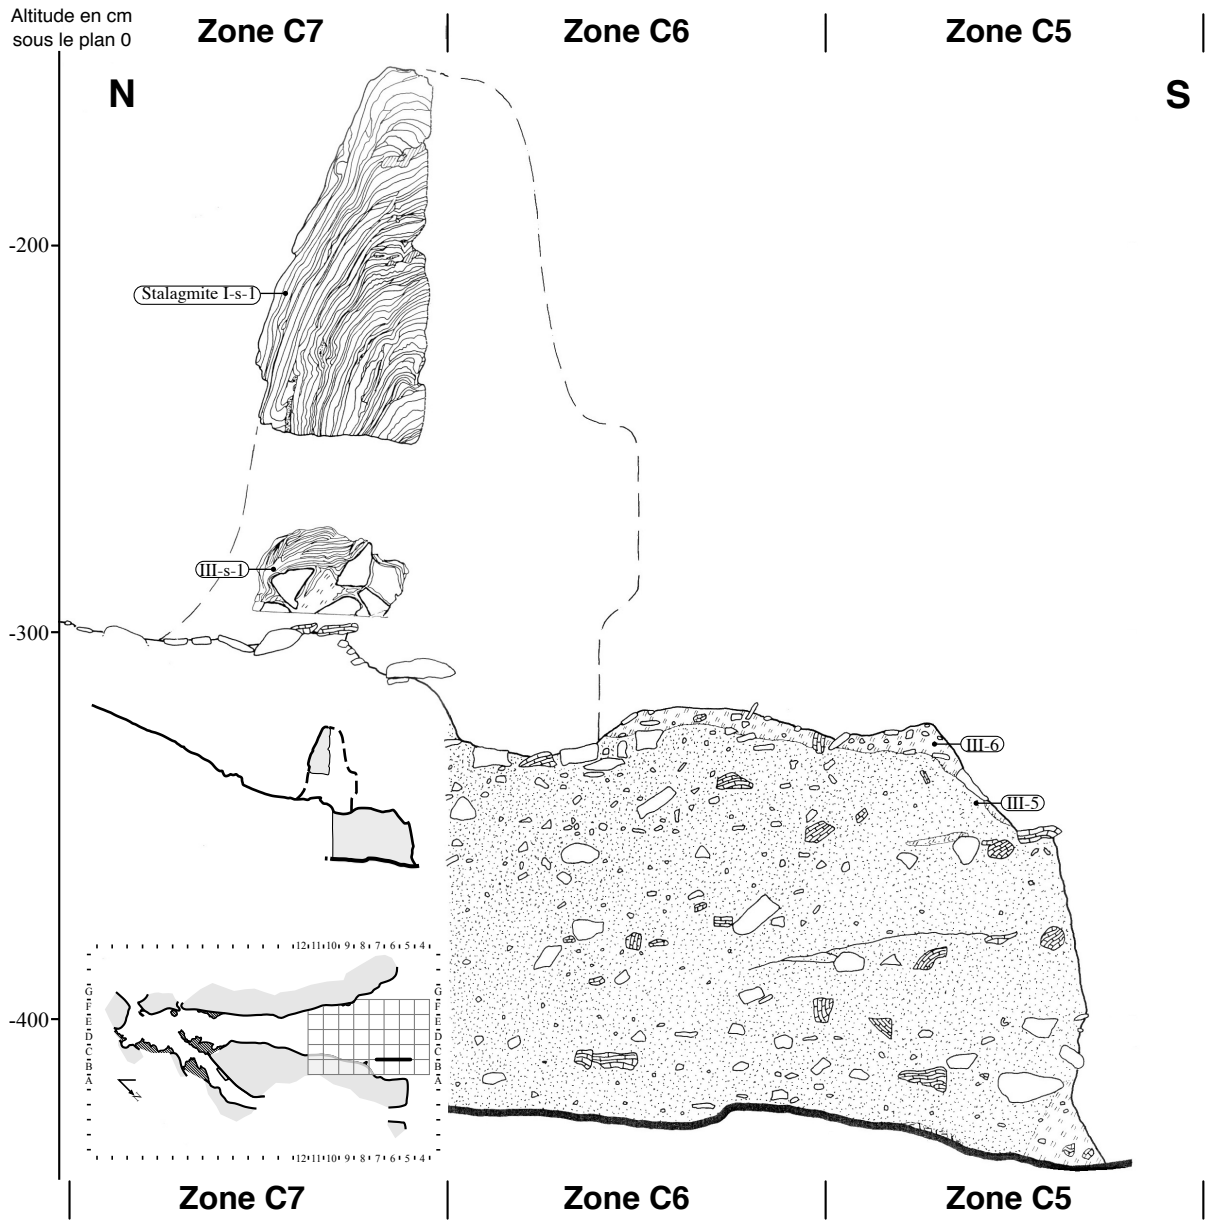 Altitude en cm
sous le plan 0
Zone C7
Zone C6
Zone C5
N
S
-200
Stalagmite I-s-1
III-s-1
-300
III-6
III-5
12 11 10 9 8 7 6 5 4
G
F
E
D
C
B
A
G
F
E
D
C
B
A
N
-400
12 11 10 9 8 7 6 5 4
Zone C7
Zone C6
Zone C5